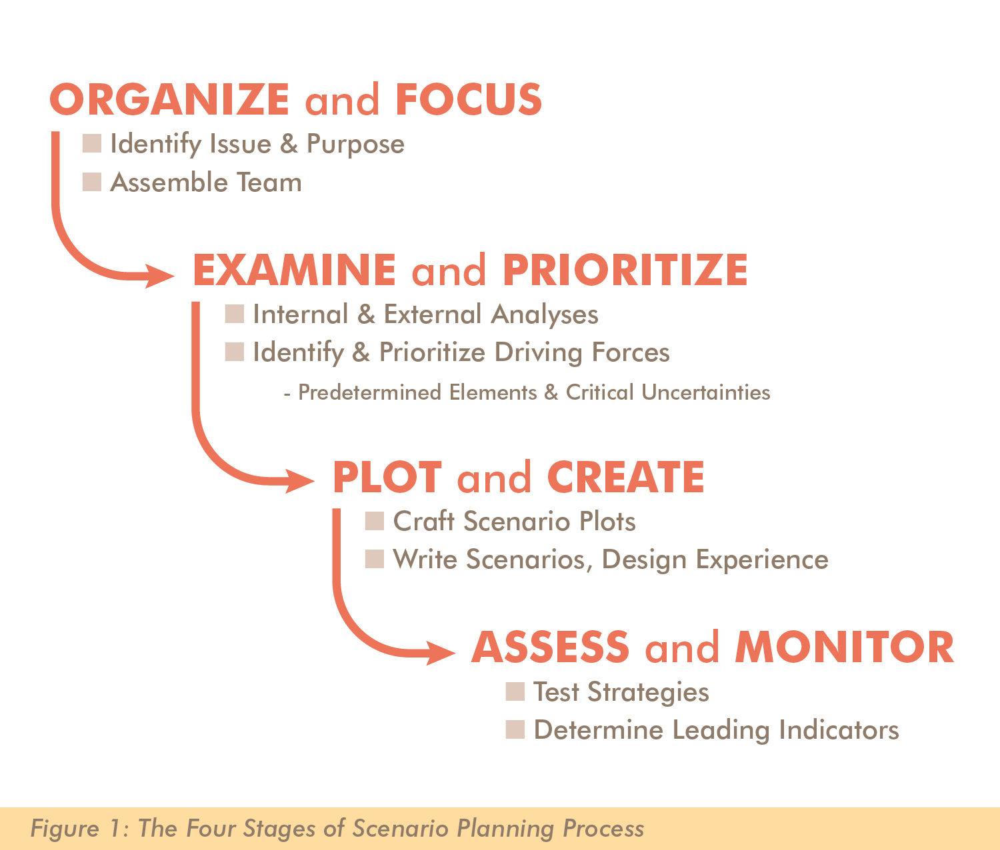 ORGANIZE and FOCUS
Identify Issue & Purpose
Assemble Team
EXAMINE and PRIORITIZE
Internal & External Analyses
Identify & Prioritize Driving Forces
- Predetermined Elements & Critical Uncertainties
PLOT and CREATE
Craft Scenario Plots
Write Scenarios, Design Experience
ASSESS and MONITOR
Test Strategies
Determine Leading Indicators
Figure 1: The Four Stages of Scenario Planning Process